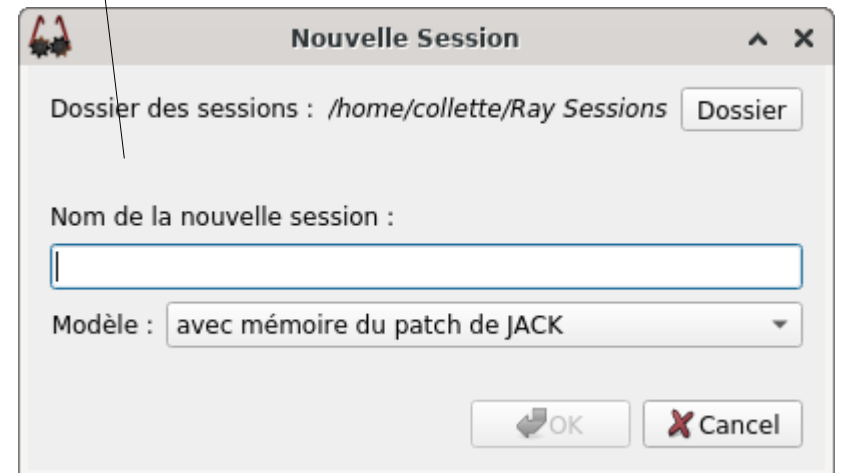 Nouvelle Session
Dossier des sessions : /home/collette/Ray Sessions Dossier
Nom de la nouvelle session :
Modèle : avec mémoire du patch de JACK
OK Cancel